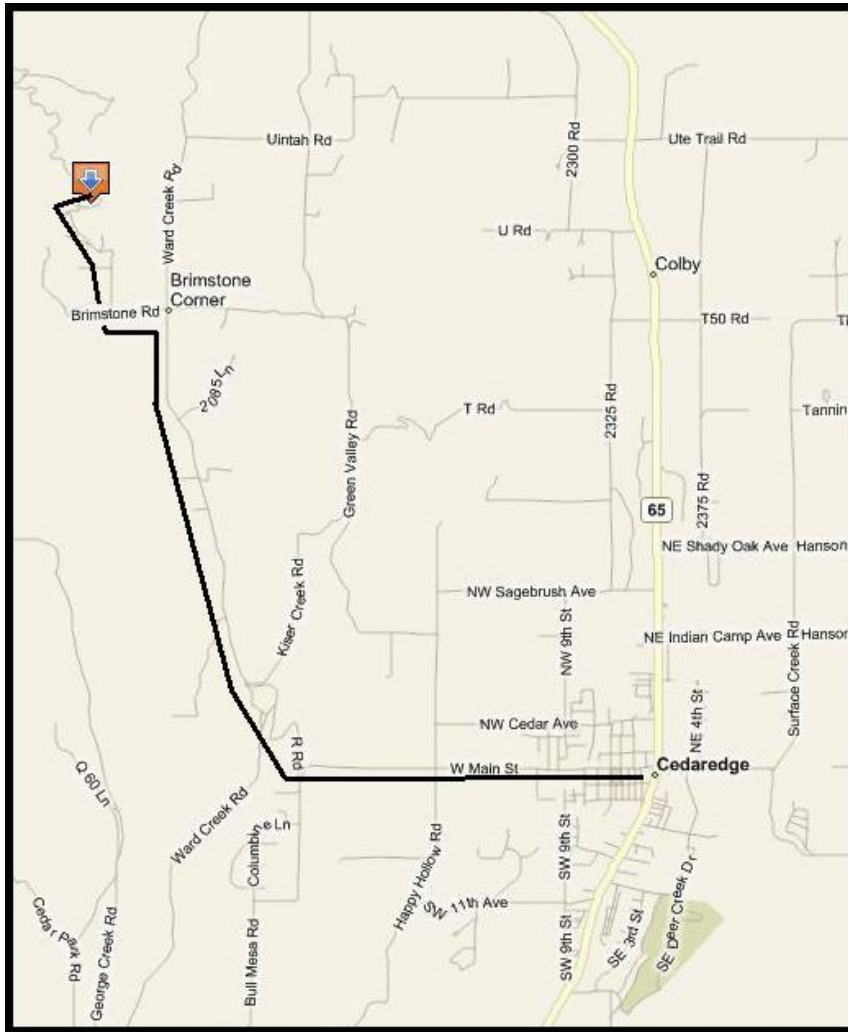 Uintah Rd
2300 Rd
Ute Trail Rd
Ward Creek Rd
U Rd
Colby
Brimstone
Corner
Brimstone Rd
T50 Rd
2085 Ln
T Rd
2325 Rd
Tannin
Green Valley Rd
65
2375 Rd
NE Shady Oak Ave
Hanson
Kiser Creek Rd
NW Sagebrush Ave
NW 9th St
NE Indian Camp Ave
Hanson
Surface Creek Rd
NE 4th St
NW Cedar Ave
R Rd
W Main St
Cedaredge
Q 60 Ln
Ward Creek Rd
Columbine Ln
Happy Hollow Rd
SW 9th St
SW 11th Ave
Cedar Park Rd
George Creek Rd
Bull Mesa Rd
SW 9th St
SE 3rd St
SE Deer Creek Dr